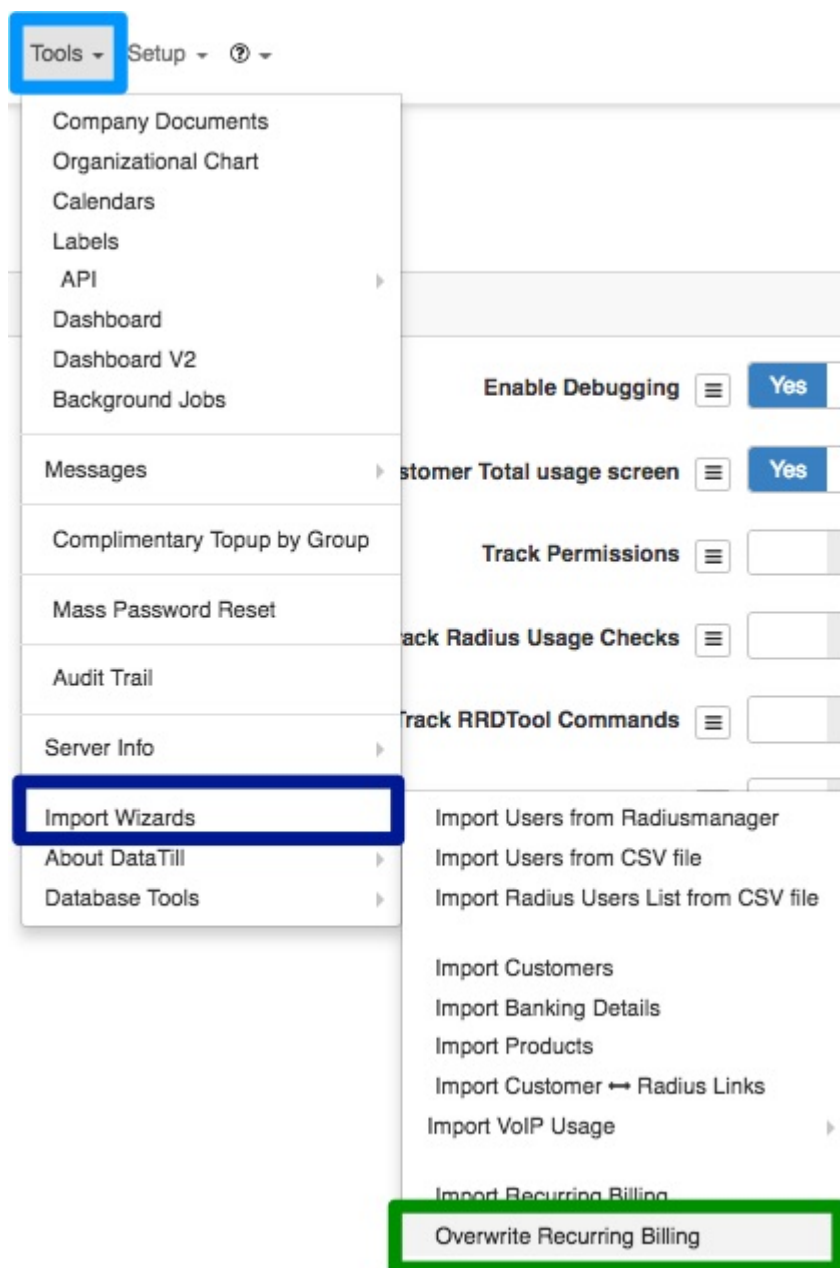 Tools Setup ?
Company Documents
Organizational Chart
Calendars
Labels
API
Dashboard
Dashboard V2
Background Jobs
Messages
Complimentary Topup by Group
Mass Password Reset
Audit Trail
Server Info
Import Wizards
About DataTill
Database Tools
Enable Debugging Yes
stomer Total usage screen Yes
Track Permissions
ack Radius Usage Checks
Track RRDTool Commands
Import Users from Radiusmanager
Import Users from CSV file
Import Radius Users List from CSV file
Import Customers
Import Banking Details
Import Products
Import Customer ↔ Radius Links
Import VoIP Usage
Import Recurring Billing
Overwrite Recurring Billing